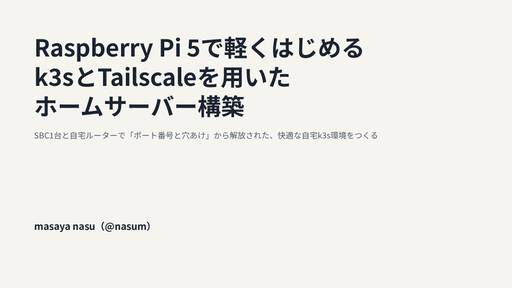 Raspberry Pi 5で軽くはじめる
k3sとTailscaleを用いた
ホームサーバー構築
SBC1台と自宅ルーターで「ポート番号と穴あけ」から解放された、快適な自宅k3s環境をつくる
masaya nasu（@nasum）